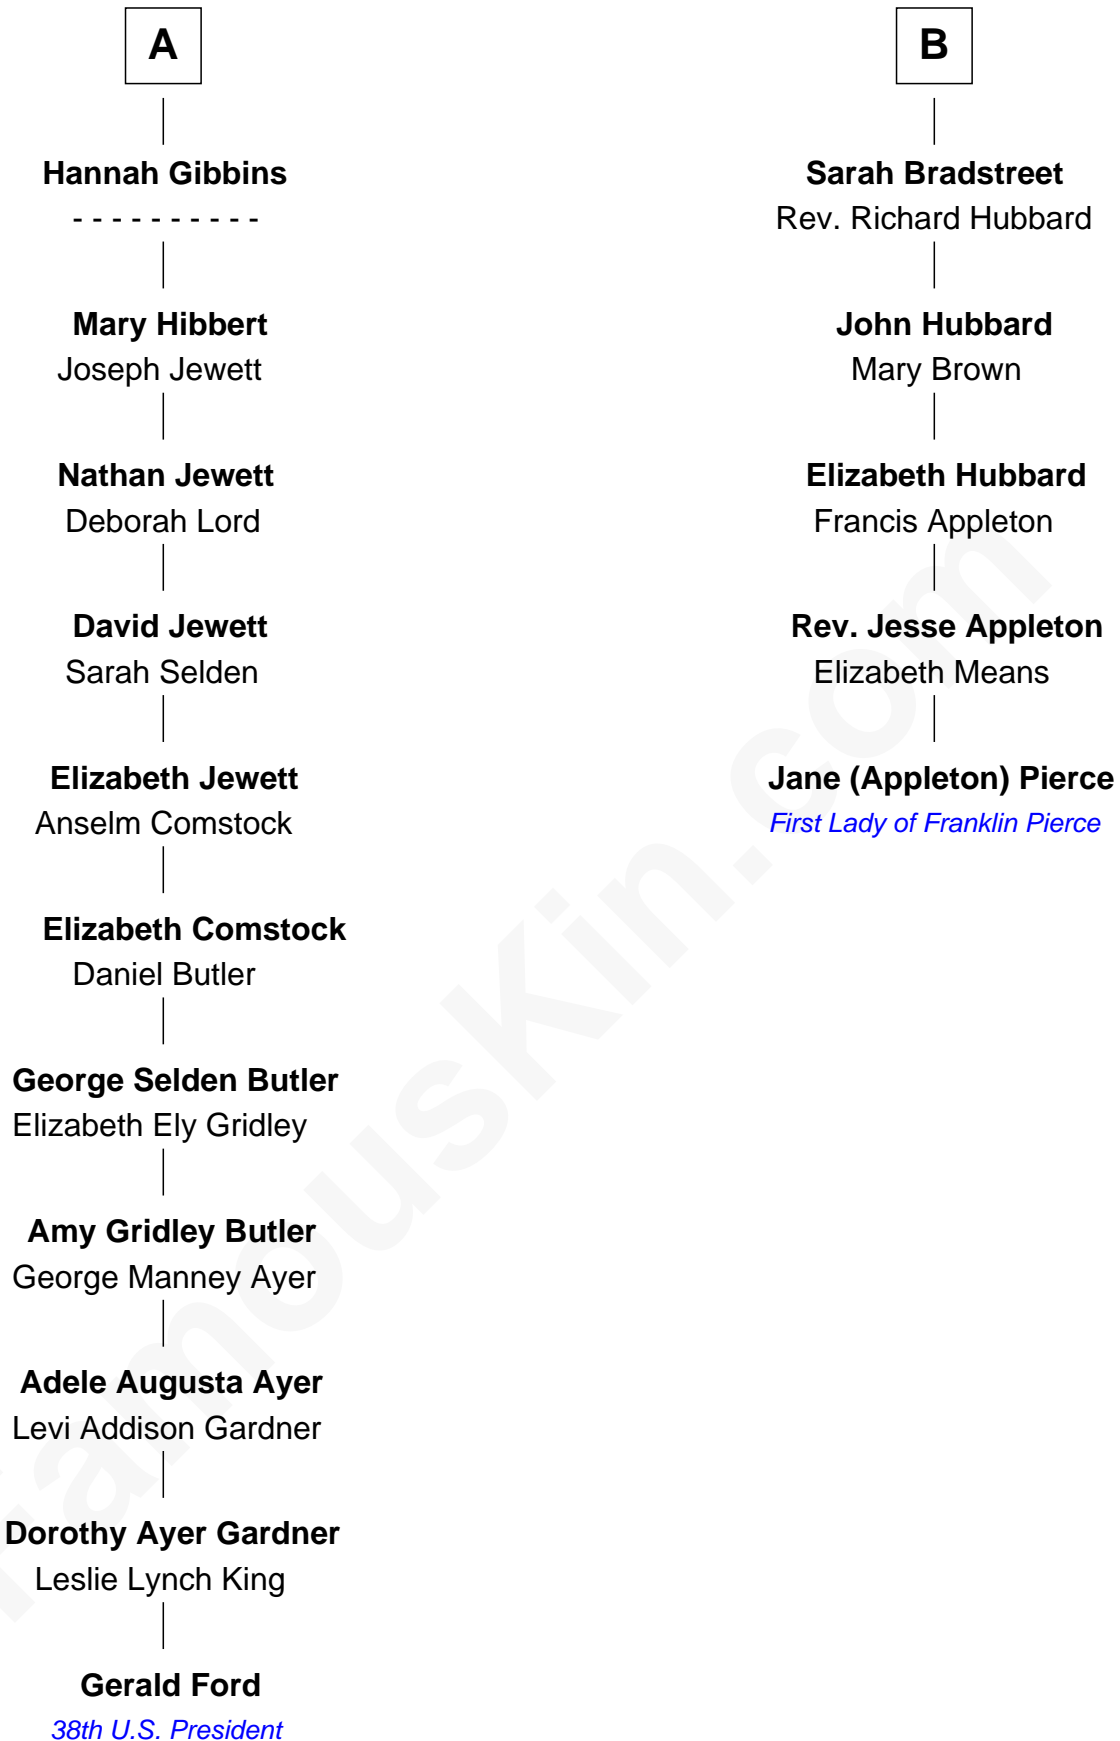 A
Hannah Gibbins
- - - - - - - - - -
Mary Hibbert
Joseph Jewett
Nathan Jewett
Deborah Lord
David Jewett
Sarah Selden
Elizabeth Jewett
Anselm Comstock
Elizabeth Comstock
Daniel Butler
George Selden Butler
Elizabeth Ely Gridley
Amy Gridley Butler
George Manney Ayer
Adele Augusta Ayer
Levi Addison Gardner
Dorothy Ayer Gardner
Leslie Lynch King
Gerald Ford
38th U.S. President
B
Sarah Bradstreet
Rev. Richard Hubbard
John Hubbard
Mary Brown
Elizabeth Hubbard
Francis Appleton
Rev. Jesse Appleton
Elizabeth Means
Jane (Appleton) Pierce
First Lady of Franklin Pierce
FamousKin.com